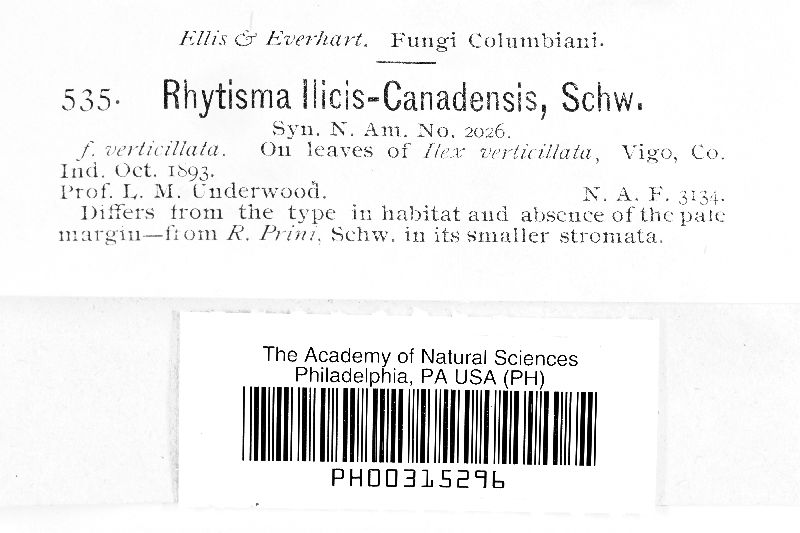 Ellis & Everhart. Fungi Columbiani.
535. Rhytisma Ilicis-Canadensis, Schw.
Syn. N. Am. No. 2026.
f. verticillata. On leaves of Ilex verticillata, Vigo, Co.
Ind. Oct. 1893.
Prof. L. M. Underwood. N. A. F. 3134.
Differs from the type in habitat and absence of the pale
margin—from R. Prini, Schw. in its smaller stromata.
The Academy of Natural Sciences
Philadelphia, PA USA (PH)
PH00315296